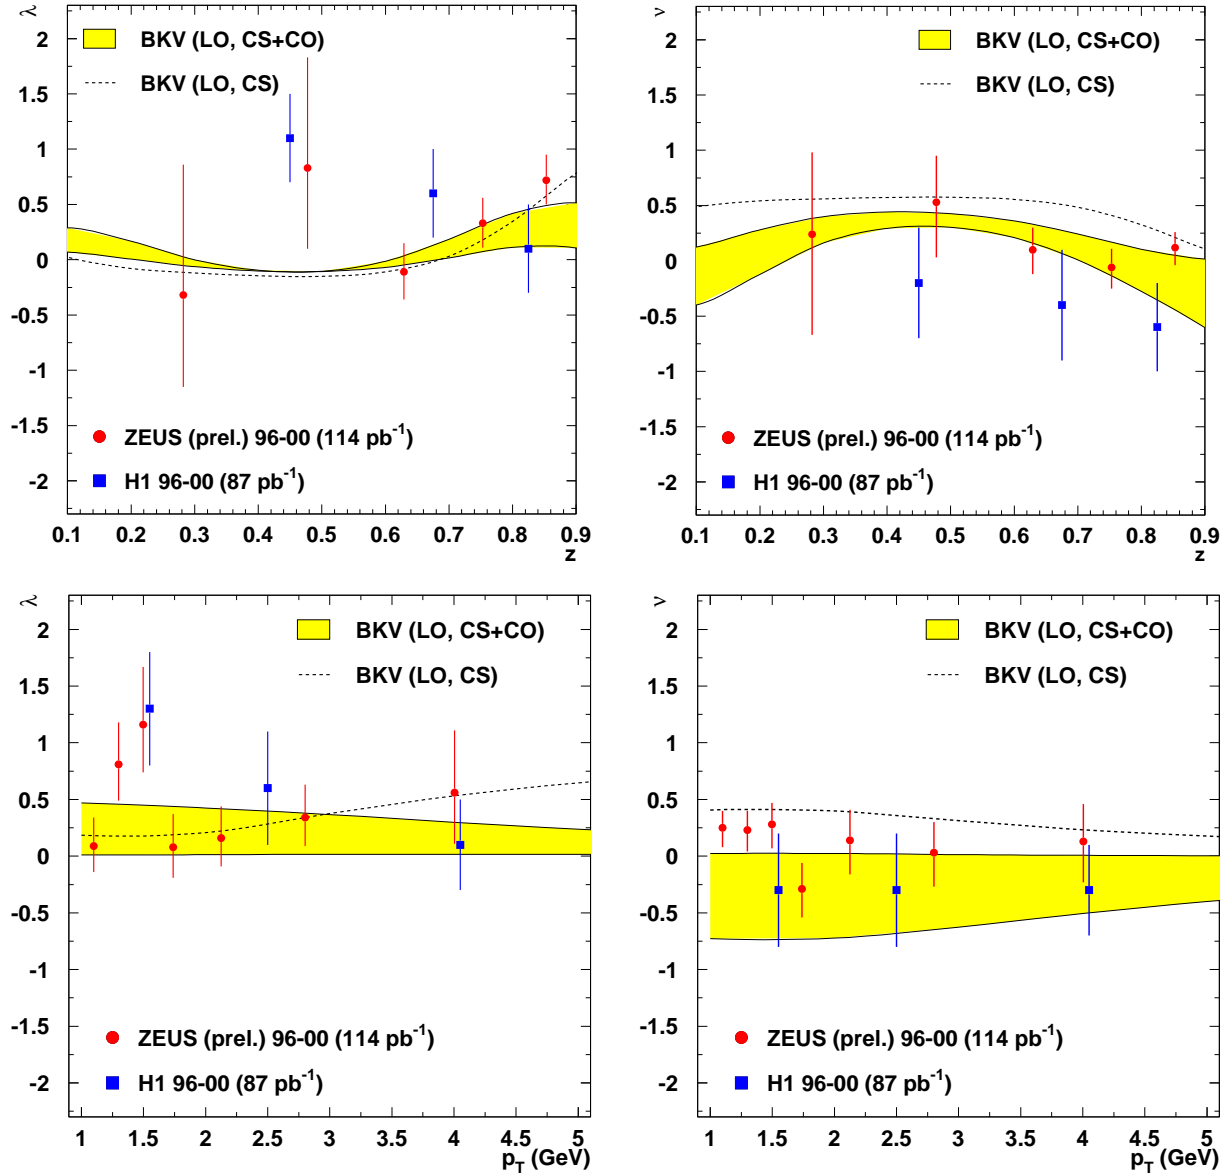 λ
2
1.5
1
0.5
0
-0.5
-1
-1.5
-2
BKV (LO, CS+CO)
BKV (LO, CS)
ZEUS (prel.) 96-00 (114 pb⁻¹)
H1 96-00 (87 pb⁻¹)
0.1 0.2 0.3 0.4 0.5 0.6 0.7 0.8 0.9
z
ν
2
1.5
1
0.5
0
-0.5
-1
-1.5
-2
BKV (LO, CS+CO)
BKV (LO, CS)
ZEUS (prel.) 96-00 (114 pb⁻¹)
H1 96-00 (87 pb⁻¹)
0.1 0.2 0.3 0.4 0.5 0.6 0.7 0.8 0.9
z
λ
2
1.5
1
0.5
0
-0.5
-1
-1.5
-2
BKV (LO, CS+CO)
BKV (LO, CS)
ZEUS (prel.) 96-00 (114 pb⁻¹)
H1 96-00 (87 pb⁻¹)
1 1.5 2 2.5 3 3.5 4 4.5 5
p_T (GeV)
ν
2
1.5
1
0.5
0
-0.5
-1
-1.5
-2
BKV (LO, CS+CO)
BKV (LO, CS)
ZEUS (prel.) 96-00 (114 pb⁻¹)
H1 96-00 (87 pb⁻¹)
1 1.5 2 2.5 3 3.5 4 4.5 5
p_T (GeV)